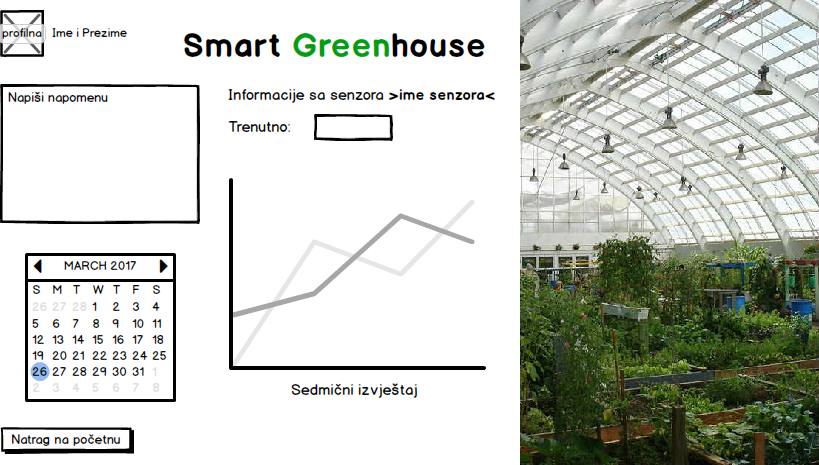 profilna
Ime i Prezime
Smart Greenhouse
Napiši napomenu
Informacije sa senzora >ime senzora<
Trenutno:
MARCH 2017
S M T W T F S
26 27 28 1 2 3 4
5 6 7 8 9 10 11
12 13 14 15 16 17 18
19 20 21 22 23 24 25
26 27 28 29 30 31 1
2 3 4 5 6 7 8
Sedmični izvještaj
Natrag na početnu